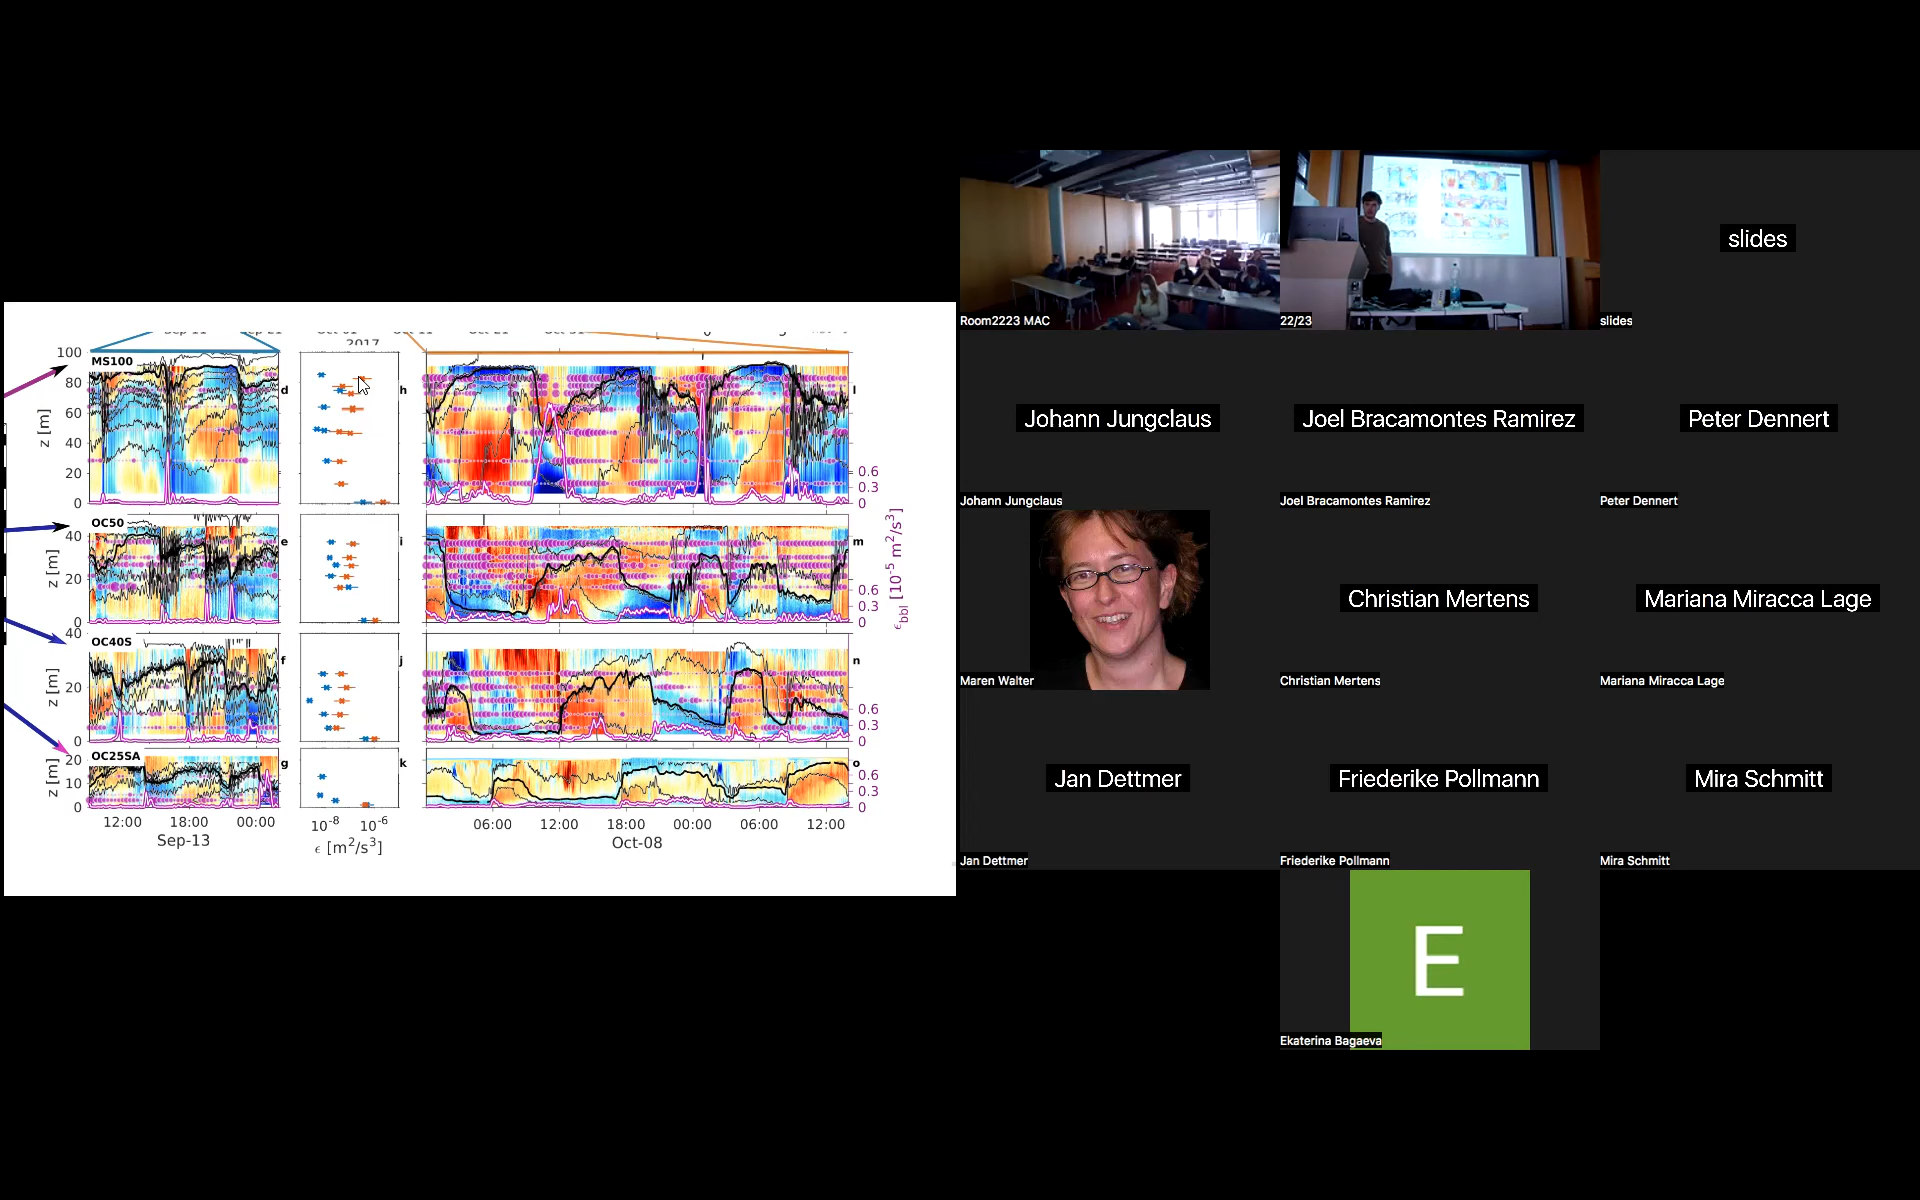 2017
100
80
60
40
20
0
z [m]
MS100
d
h
l
0.6
0.3
0
OC50
40
20
0
z [m]
e
i
m
0.6
0.3
0
ϵbbl [10-5 m2/s3]
40
20
0
z [m]
OC40S
f
j
n
0.6
0.3
0
20
10
0
z [m]
OC25SA
g
k
o
0.6
0.3
0
12:00 18:00 00:00
Sep-13
10-8 10-6
ϵ [m2/s3]
06:00 12:00 18:00 00:00 06:00 12:00
Oct-08
Room2223 MAC
22/23
slides
slides
Johann Jungclaus
Johann Jungclaus
Joel Bracamontes Ramirez
Joel Bracamontes Ramirez
Peter Dennert
Peter Dennert
Maren Walter
Christian Mertens
Christian Mertens
Mariana Miracca Lage
Mariana Miracca Lage
Jan Dettmer
Jan Dettmer
Friederike Pollmann
Friederike Pollmann
Mira Schmitt
Mira Schmitt
E
Ekaterina Bagaeva